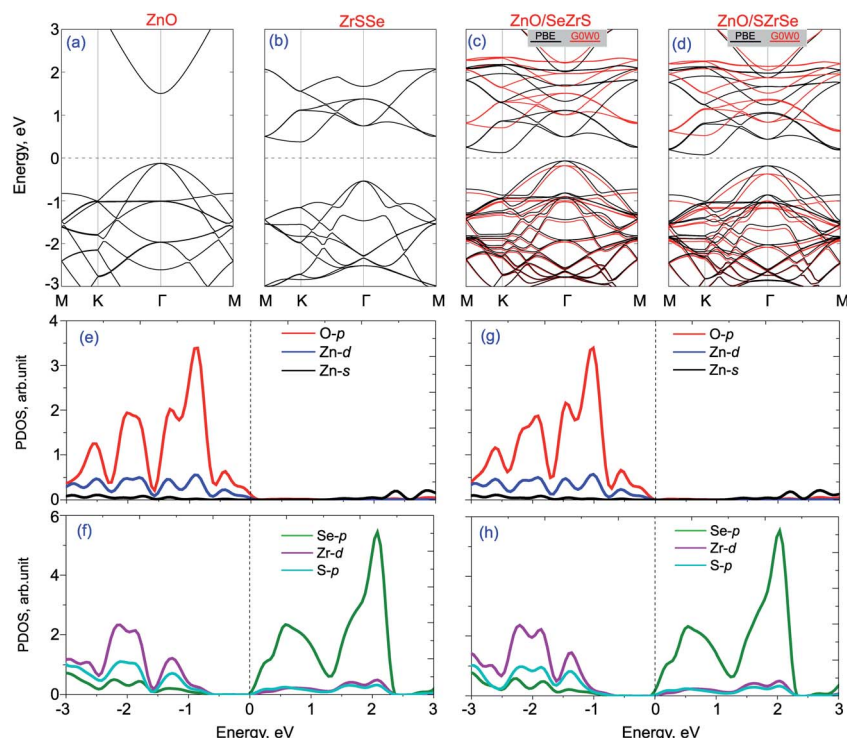 ZnO ZrSSe ZnO/SeZrS ZnO/SZrSe
(a) (b) (c) PBE G0W0 (d) PBE G0W0
3
2
1
0
-1
-2
-3
Energy, eV
M K Γ M M K Γ M M K Γ M M K Γ M
4
3
2
1
0
PDOS, arb.unit
(e) O-p
Zn-d
Zn-s
(g) O-p
Zn-d
Zn-s
6
4
2
0
PDOS, arb.unit
(f) Se-p
Zr-d
S-p
(h) Se-p
Zr-d
S-p
-3 -2 -1 0 1 2 3 -3 -2 -1 0 1 2 3
Energy, eV Energy, eV